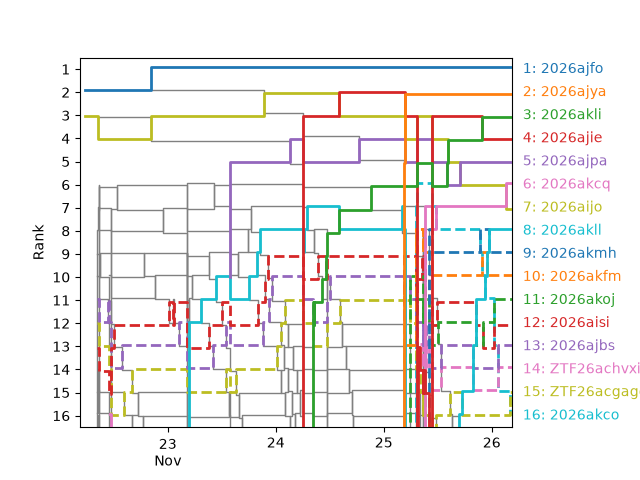 Rank
1
2
3
4
5
6
7
8
9
10
11
12
13
14
15
16
23
24
25
26
Nov
1: 2026ajfo
2: 2026ajya
3: 2026akli
4: 2026ajie
5: 2026ajpa
6: 2026akcq
7: 2026aijo
8: 2026akll
9: 2026akmh
10: 2026akfm
11: 2026akoj
12: 2026aisi
13: 2026ajbs
14: ZTF26achvxi
15: ZTF26acgag
16: 2026akco